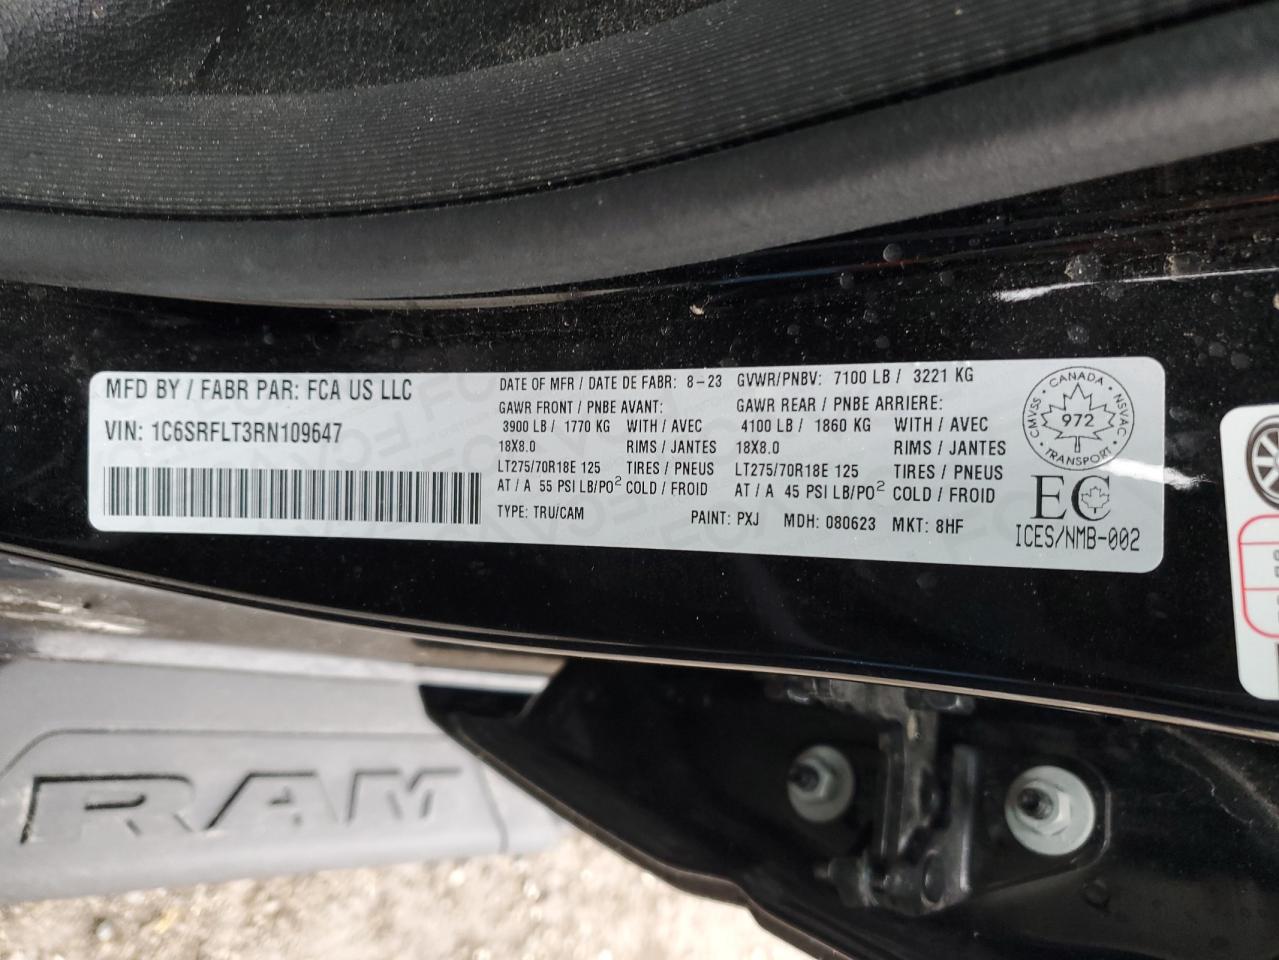 MFD BY / FABR PAR: FCA US LLC
VIN: 1C6SRFLT3RN109647
DATE OF MFR / DATE DE FABR: 8-23
GAWR FRONT / PNBE AVANT:
3900 LB / 1770 KG WITH / AVEC
18X8.0 RIMS / JANTES
LT275/70R18E 125 TIRES / PNEUS
AT / A 55 PSI LB/PO² COLD / FROID
TYPE: TRU/CAM
GVWR/PNBV: 7100 LB / 3221 KG
GAWR REAR / PNBE ARRIERE:
4100 LB / 1860 KG WITH / AVEC
18X8.0 RIMS / JANTES
LT275/70R18E 125 TIRES / PNEUS
AT / A 45 PSI LB/PO² COLD / FROID
PAINT: PXJ MDH: 080623 MKT: 8HF
CANADA
CMVSS 972 NSVAC
TRANSPORT
EC
ICES/NMB-002
RAM